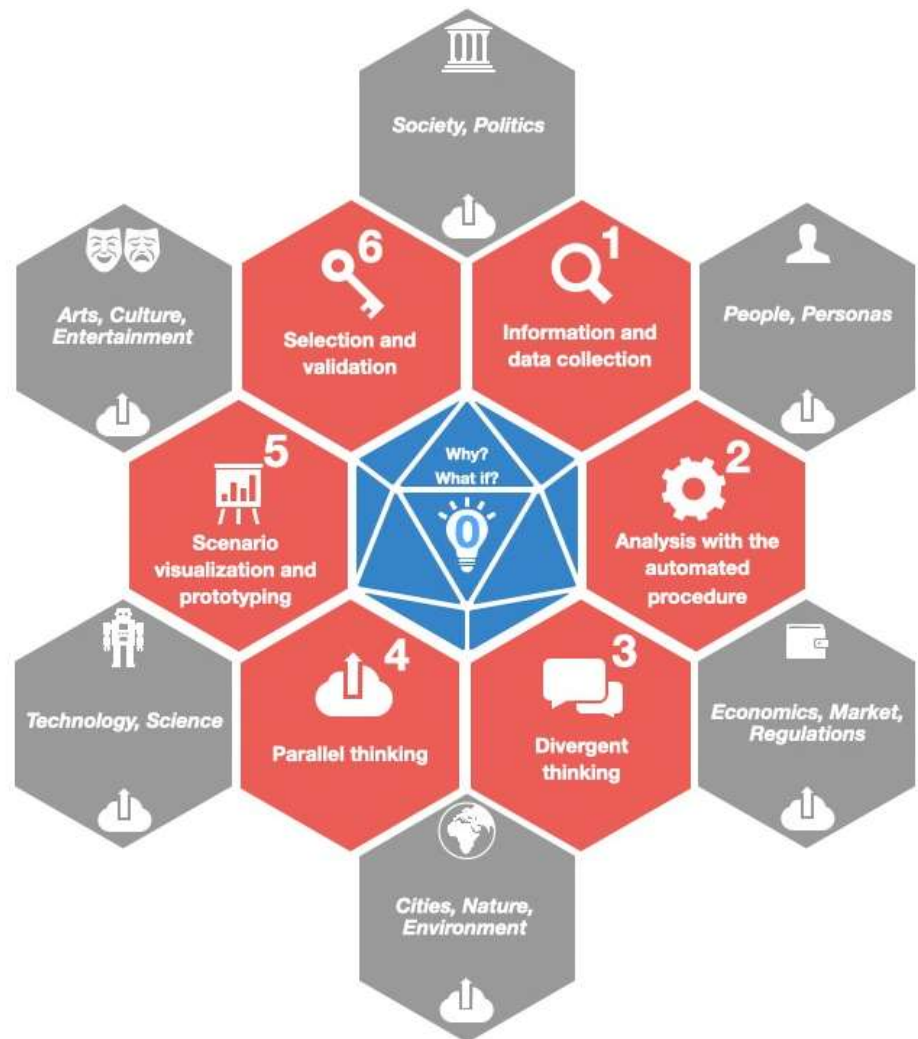 Society, Politics
6
1
Arts, Culture,
Entertainment
Selection and
validation
Information and
data collection
People, Personas
5
Why?
What if?
2
0
Scenario
visualization and
prototyping
Analysis with the
automated
procedure
4
3
Technology, Science
Parallel thinking
Divergent
thinking
Economics, Market,
Regulations
Cities, Nature,
Environment